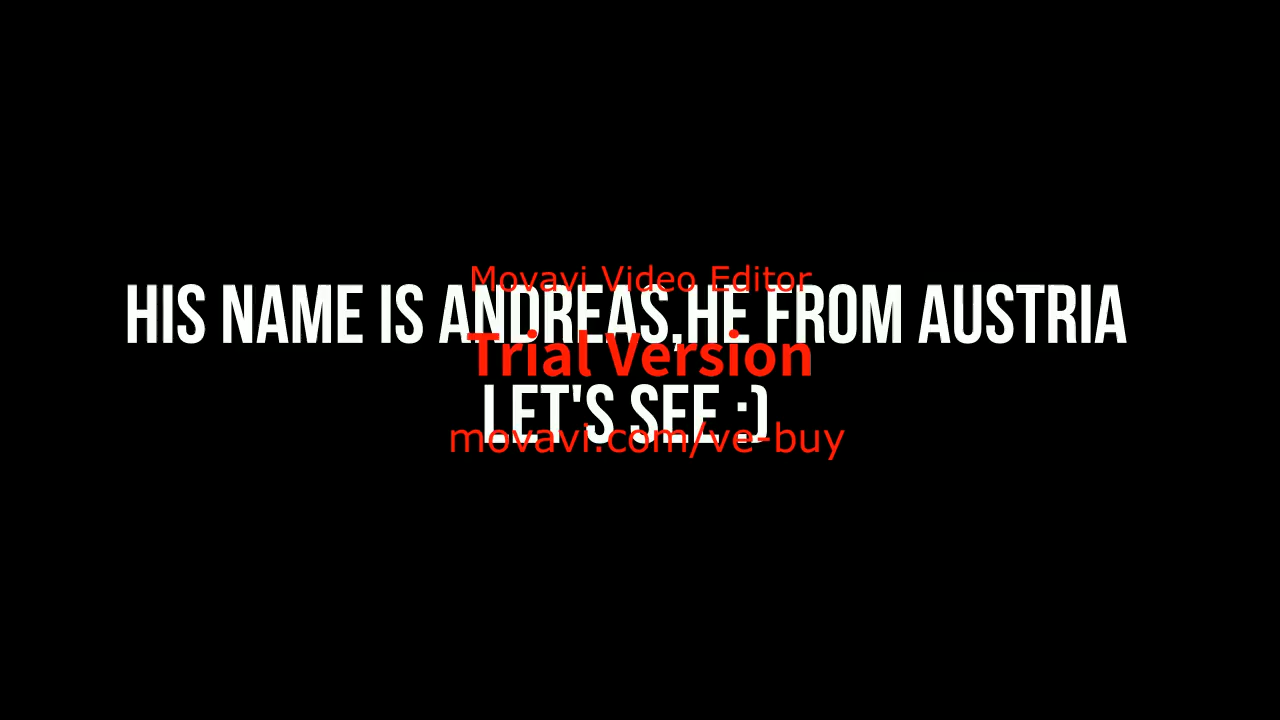 Movavi Video Editor
HIS NAME IS ANDREAS,HE FROM AUSTRIA
Trial Version
LET'S SEE :)
movavi.com/ve-buy